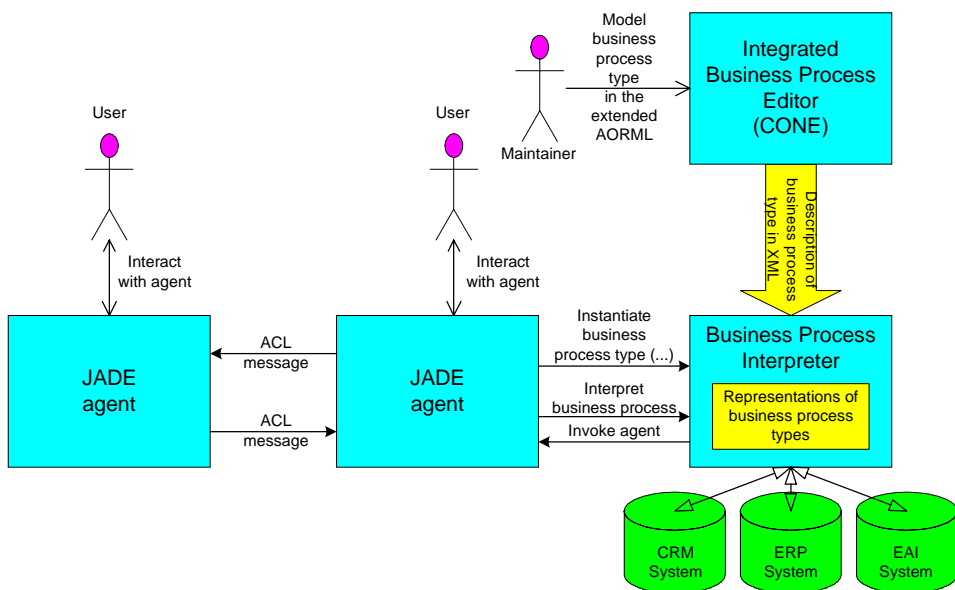 Model
business
process
type
in the
extended
AORML
Integrated
Business Process
Editor
(CONE)
User
User
Maintainer
Description of
business process
type in XML
Interact
with agent
Interact
with agent
JADE
agent
ACL
message
ACL
message
JADE
agent
Instantiate
business
process type (...)
Interpret
business process
Invoke agent
Business Process
Interpreter
Representations of
business process
types
CRM
System
ERP
System
EAI
System